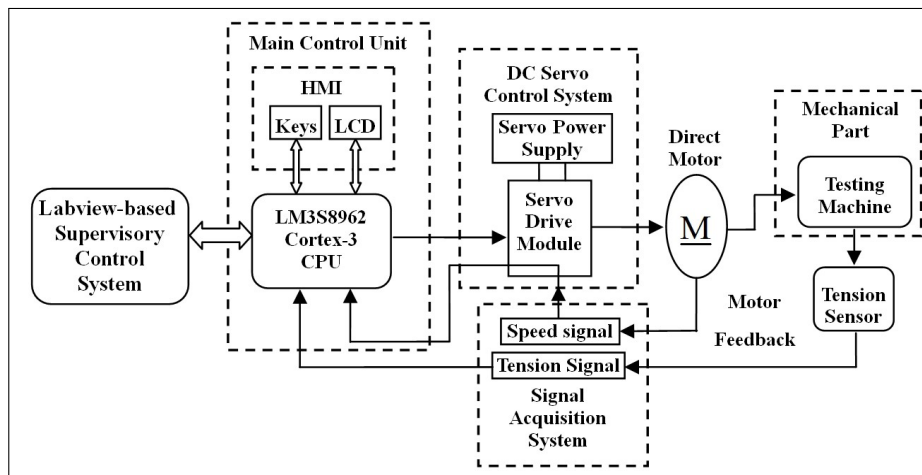 Main Control Unit
HMI
Keys
LCD
LM3S8962
Cortex-3
CPU
Labview-based
Supervisory
Control
System
DC Servo
Control System
Servo Power
Supply
Servo
Drive
Module
Direct
Motor
M
Mechanical
Part
Testing
Machine
Tension
Sensor
Motor
Feedback
Speed signal
Tension Signal
Signal
Acquisition
System